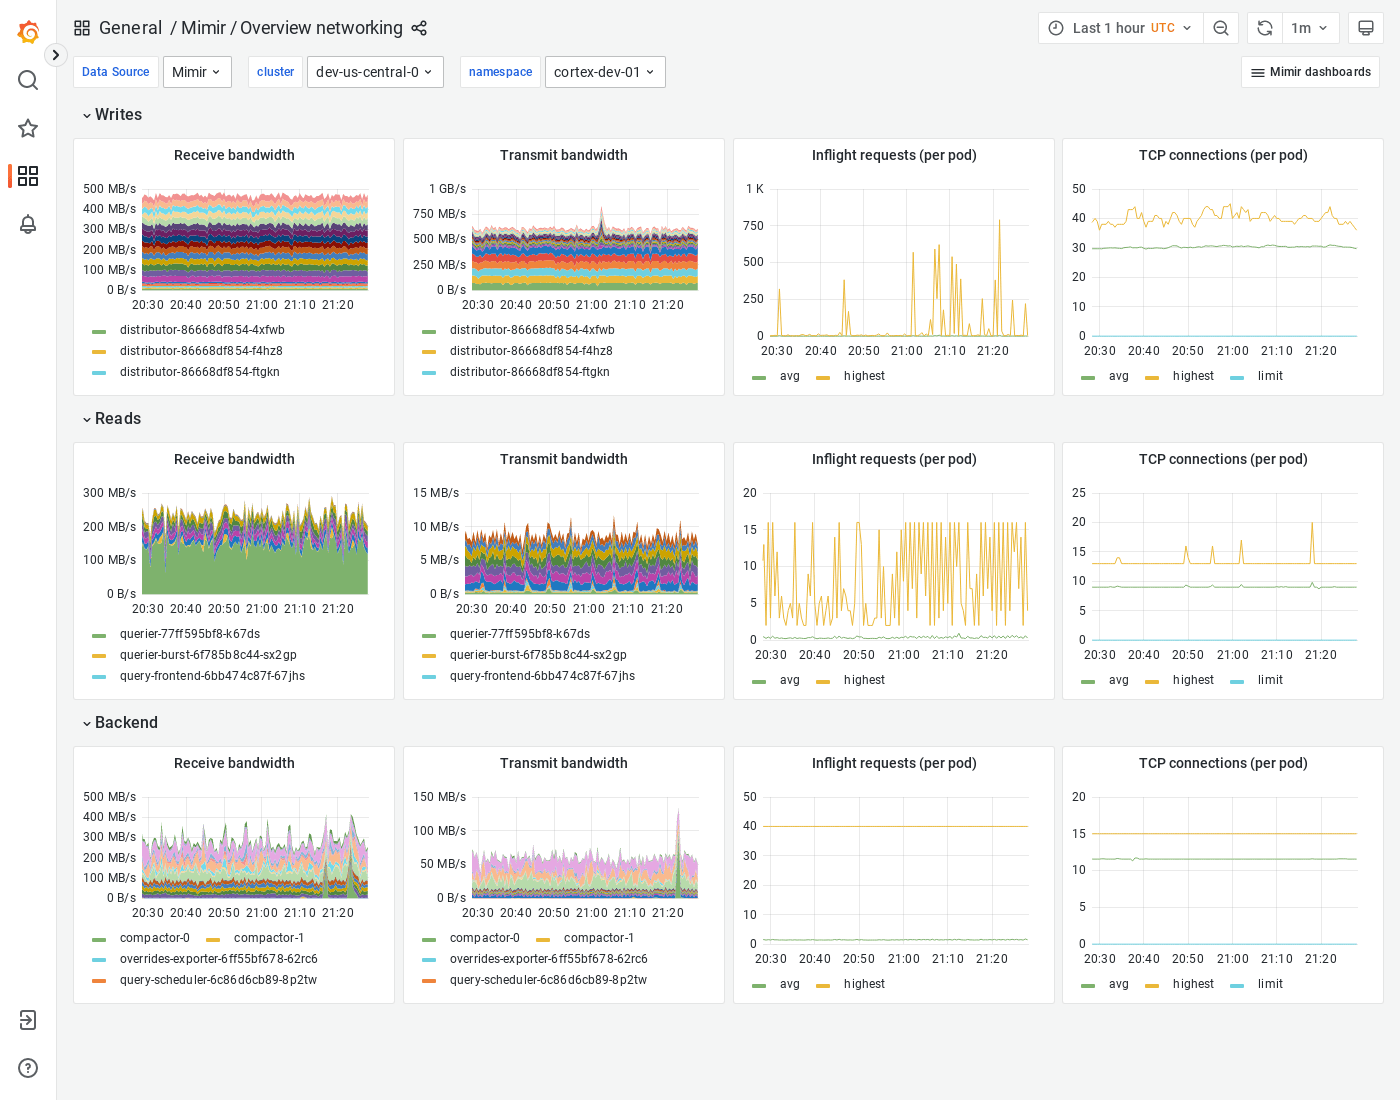 General / Mimir / Overview networking
Last 1 hour UTC
1m
Data Source Mimir cluster dev-us-central-0 namespace cortex-dev-01
Mimir dashboards
Writes
Receive bandwidth
500 MB/s
400 MB/s
300 MB/s
200 MB/s
100 MB/s
0 B/s
20:30 20:40 20:50 21:00 21:10 21:20
distributor-86668df854-4xfwb
distributor-86668df854-f4hz8
distributor-86668df854-ftgkn
Transmit bandwidth
1 GB/s
750 MB/s
500 MB/s
250 MB/s
0 B/s
20:30 20:40 20:50 21:00 21:10 21:20
distributor-86668df854-4xfwb
distributor-86668df854-f4hz8
distributor-86668df854-ftgkn
Inflight requests (per pod)
1 K
750
500
250
0
20:30 20:40 20:50 21:00 21:10 21:20
avg highest
TCP connections (per pod)
50
40
30
20
10
0
20:30 20:40 20:50 21:00 21:10 21:20
avg highest limit
Reads
Receive bandwidth
300 MB/s
200 MB/s
100 MB/s
0 B/s
20:30 20:40 20:50 21:00 21:10 21:20
querier-77ff595bf8-k67ds
querier-burst-6f785b8c44-sx2gp
query-frontend-6bb474c87f-67jhs
Transmit bandwidth
15 MB/s
10 MB/s
5 MB/s
0 B/s
20:30 20:40 20:50 21:00 21:10 21:20
querier-77ff595bf8-k67ds
querier-burst-6f785b8c44-sx2gp
query-frontend-6bb474c87f-67jhs
Inflight requests (per pod)
20
15
10
5
0
20:30 20:40 20:50 21:00 21:10 21:20
avg highest
TCP connections (per pod)
25
20
15
10
5
0
20:30 20:40 20:50 21:00 21:10 21:20
avg highest limit
Backend
Receive bandwidth
500 MB/s
400 MB/s
300 MB/s
200 MB/s
100 MB/s
0 B/s
20:30 20:40 20:50 21:00 21:10 21:20
compactor-0 compactor-1
overrides-exporter-6ff55bf678-62rc6
query-scheduler-6c86d6cb89-8p2tw
Transmit bandwidth
150 MB/s
100 MB/s
50 MB/s
0 B/s
20:30 20:40 20:50 21:00 21:10 21:20
compactor-0 compactor-1
overrides-exporter-6ff55bf678-62rc6
query-scheduler-6c86d6cb89-8p2tw
Inflight requests (per pod)
50
40
30
20
10
0
20:30 20:40 20:50 21:00 21:10 21:20
avg highest
TCP connections (per pod)
20
15
10
5
0
20:30 20:40 20:50 21:00 21:10 21:20
avg highest limit